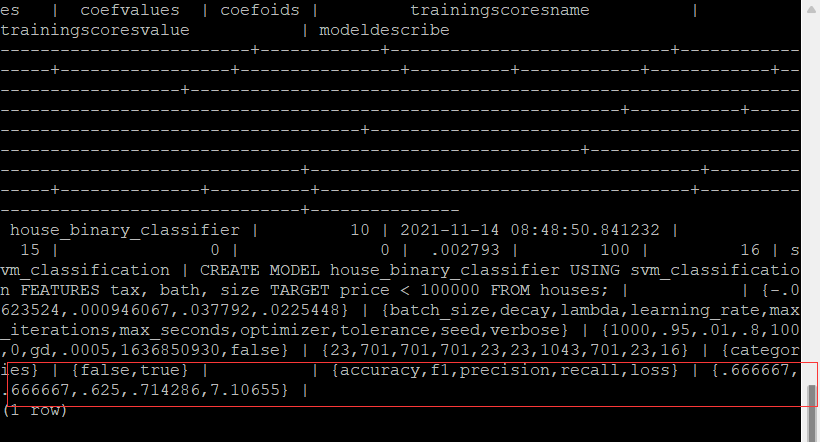 es   |  coefvalues  | coefoids |         trainingscoresname          |
trainingscoresvalue            | modeldescribe
-------------------------+------------+----------------------------+------------
-----+-----------------+----------------+----------+------------+------------+--
------------------+-------------------------------------------------------------
--------------------------------------------------------------+-----------+-----
------------------------------------+-------------------------------------------
----------------------------------------------------------+---------------------
------------------------------+---------------------------------------+---------
-----+--------------+----------+-------------------------------------+----------
------------------------------+---------------
house_binary_classifier |         10 | 2021-11-14 08:48:50.841232 |
15 |               0 |              0 |  .002793 |        100 |         16 | s
vm_classification | CREATE MODEL house_binary_classifier USING svm_classificatio
n FEATURES tax, bath, size TARGET price < 100000 FROM houses; |           | {-.0
623524,.000946067,.037792,.0225448} | {batch_size,decay,lambda,learning_rate,max
_iterations,max_seconds,optimizer,tolerance,seed,verbose} | {1000,.95,.01,.8,100
,0,gd,.0005,1636850930,false} | {23,701,701,701,23,23,1043,701,23,16} | {categor
ies} | {false,true} |          | {accuracy,f1,precision,recall,loss} | {.666667,
.666667,.625,.714286,7.10655} |
(1 row)